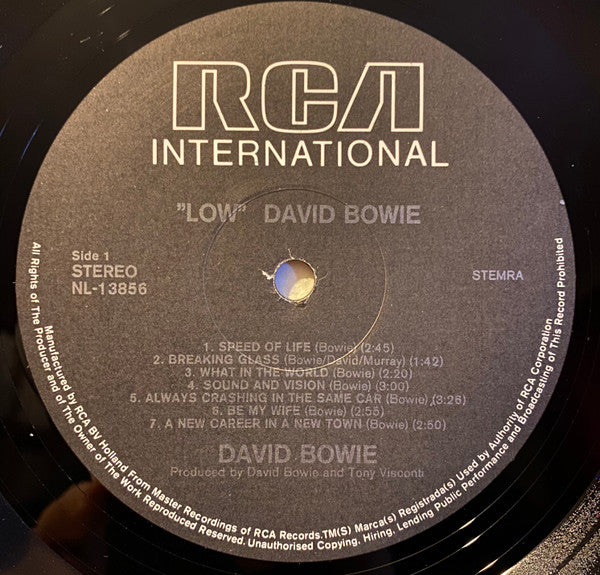 RCA
INTERNATIONAL
"LOW" DAVID BOWIE
Side 1
STEREO
NL-13856
STEMRA
1. SPEED OF LIFE (Bowie) (2:45)
2. BREAKING GLASS (Bowie/David/Murray) (1:42)
3. WHAT IN THE WORLD (Bowie) (2:20)
4. SOUND AND VISION (Bowie) (3:00)
5. ALWAYS CRASHING IN THE SAME CAR (Bowie) (3:26)
6. BE MY WIFE (Bowie) (2:55)
7. A NEW CAREER IN A NEW TOWN (Bowie) (2:50)
DAVID BOWIE
Produced by David Bowie and Tony Visconti
Manufactured by RCA BV Holland From Master Recordings of RCA Records.TM(S) Marca(s) Registrada(s) Used by Authority of RCA Corporation
All Rights of The Producer and of The Owner of The Work Reproduced Reserved. Unauthorised Copying, Hiring, Lending Public Performance and Broadcasting of This Record Prohibited